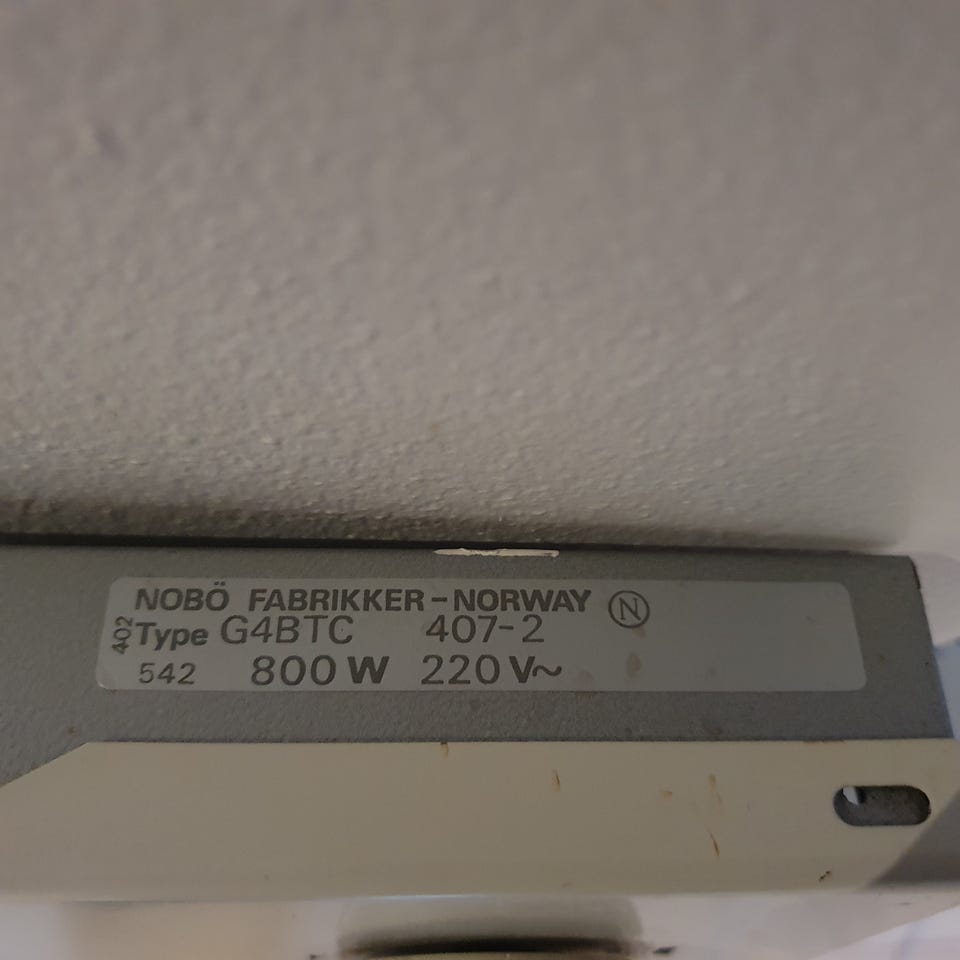 NOBÖ FABRIKKER - NORWAY Ⓝ
402
Type G4BTC 407-2
542 800 W 220 V~